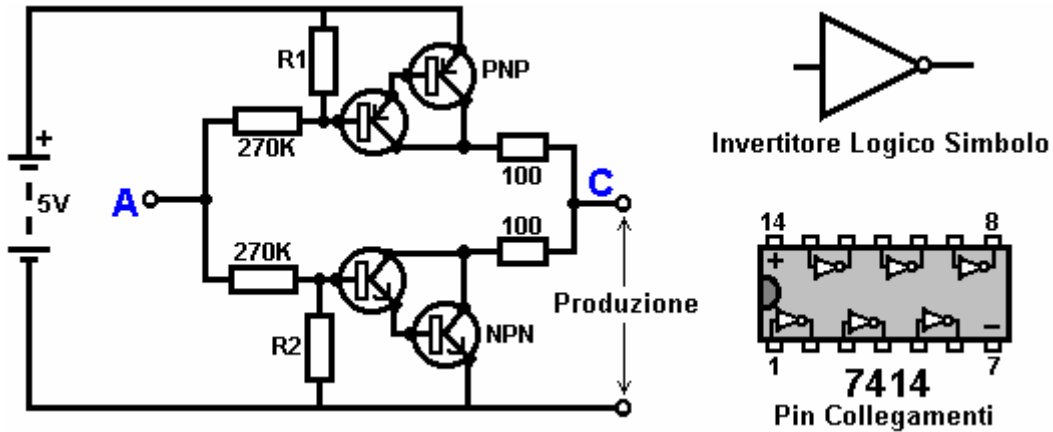 R1
PNP
270K
100
+
5V
A
C
270K
100
R2
NPN
Produzione
Invertitore Logico Simbolo
14
8
+
−
1
7
7414
Pin Collegamenti